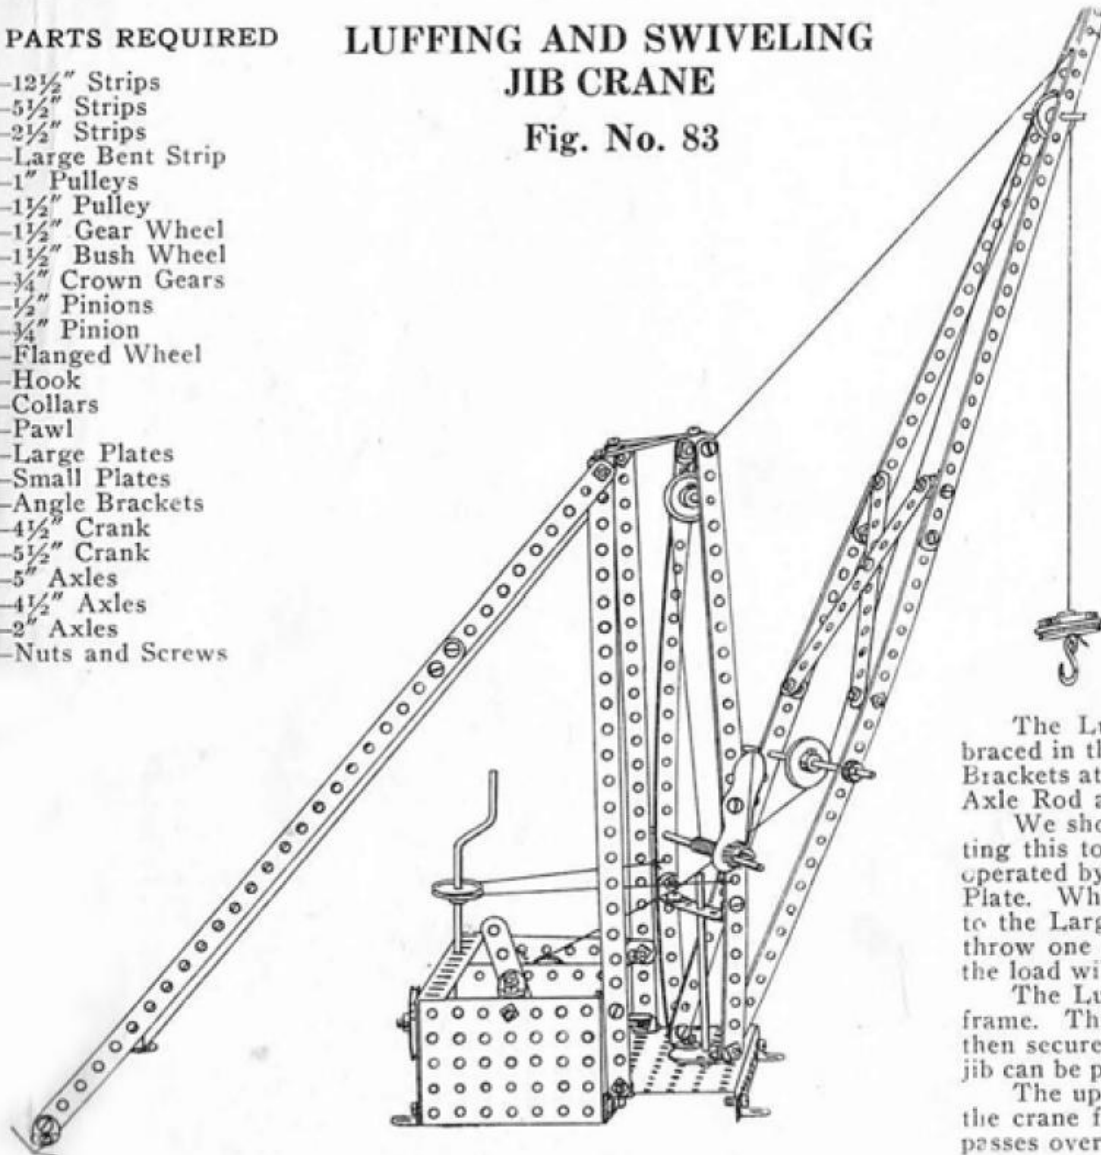 PARTS REQUIRED
-12½" Strips
-5½" Strips
-2½" Strips
-Large Bent Strip
-1" Pulleys
-1½" Pulley
-1½" Gear Wheel
-1½" Bush Wheel
-¾" Crown Gears
-½" Pinions
-¾" Pinion
-Flanged Wheel
-Hook
-Collars
-Pawl
-Large Plates
-Small Plates
-Angle Brackets
-4½" Crank
-5½" Crank
-5" Axles
-4½" Axles
-2" Axles
-Nuts and Screws
LUFFING AND SWIVELING
JIB CRANE
Fig. No. 83
The Lu
braced in th
Brackets at
Axle Rod a
We sho
ting this to
operated by
Plate. Wh
to the Larg
throw one
the load wi
The Lu
frame. Th
then secure
jib can be p
The up
the crane f
passes over